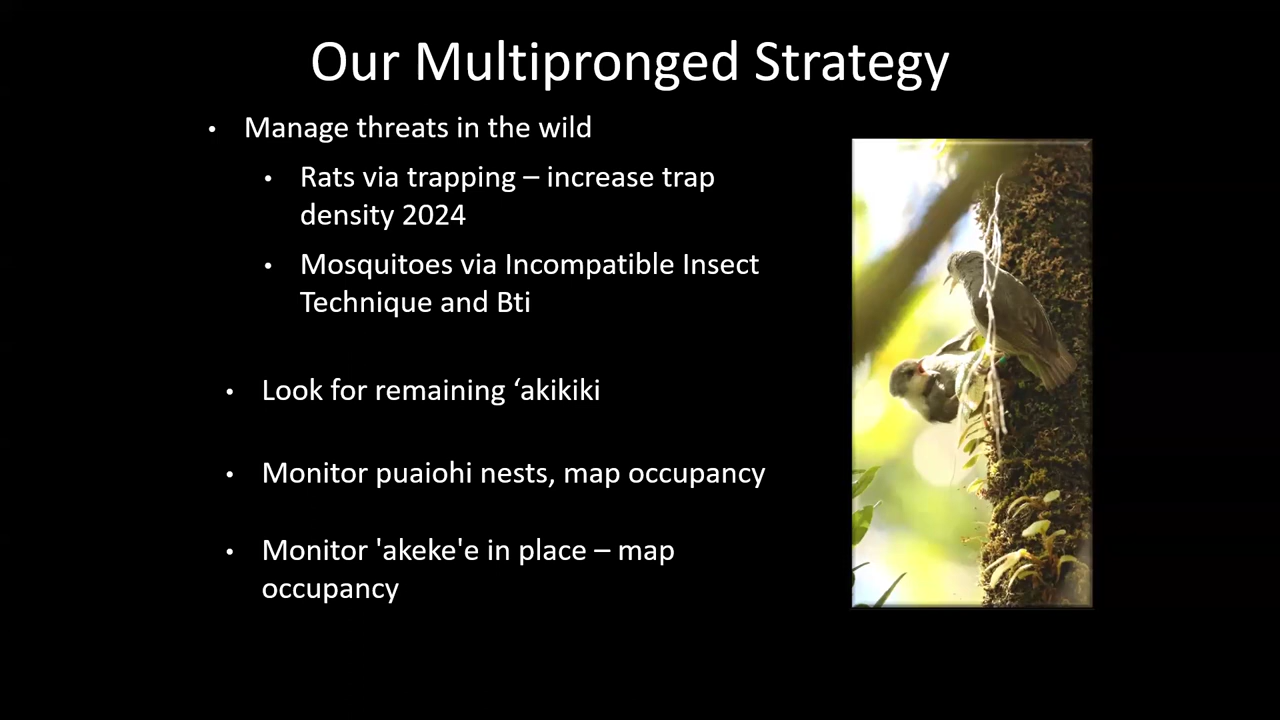 Our Multipronged Strategy
• Manage threats in the wild
• Rats via trapping – increase trap
density 2024
• Mosquitoes via Incompatible Insect
Technique and Bti
• Look for remaining ‘akikiki
• Monitor puaiohi nests, map occupancy
• Monitor 'akeke'e in place – map
occupancy